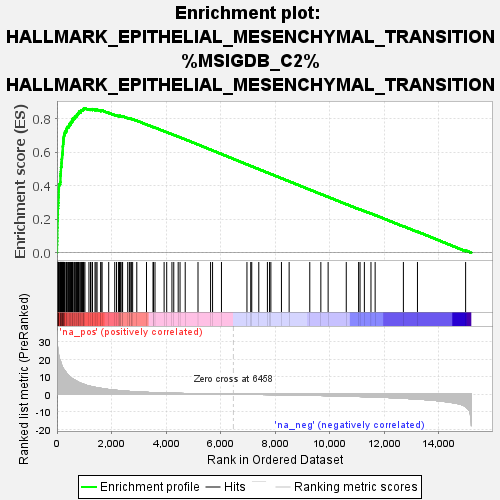 Enrichment plot:
HALLMARK_EPITHELIAL_MESENCHYMAL_TRANSITION
%MSIGDB_C2%
HALLMARK_EPITHELIAL_MESENCHYMAL_TRANSITION
Enrichment score (ES)
0.8
0.6
0.4
0.2
0.0
'na_pos' (positively correlated)
Ranked list metric (PreRanked)
30
20
10
0
-10
-20
Zero cross at 6458
'na_neg' (negatively correlated)
0 2,000 4,000 6,000 8,000 10,000 12,000 14,000
Rank in Ordered Dataset
Enrichment profile Hits Ranking metric scores